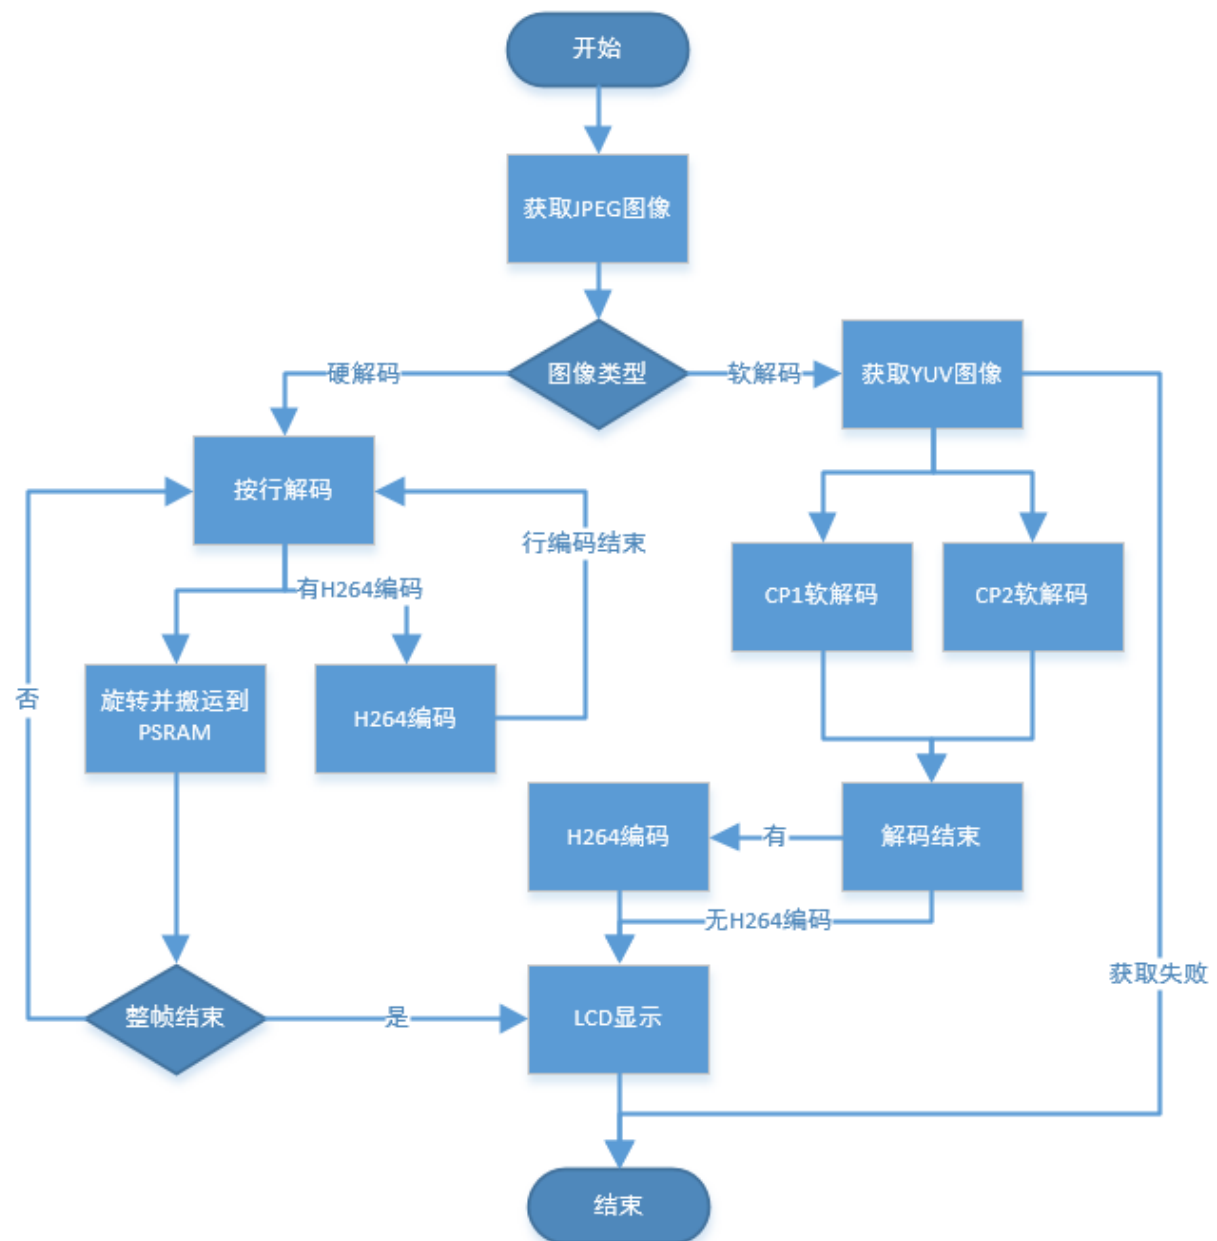 开始
获取JPEG图像
硬解码
图像类型
软解码
获取YUV图像
按行解码
行编码结束
有H264编码
CP1软解码
CP2软解码
否
旋转并搬运到
PSRAM
H264编码
H264编码
有
解码结束
无H264编码
获取失败
整帧结束
是
LCD显示
结束